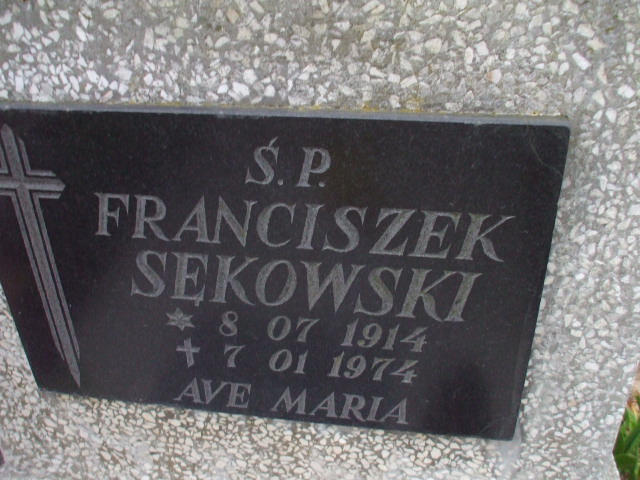 Ś. P.
FRANCISZEK
SĘKOWSKI
* 8 07 1914
✝ 7 01 1974
AVE MARIA